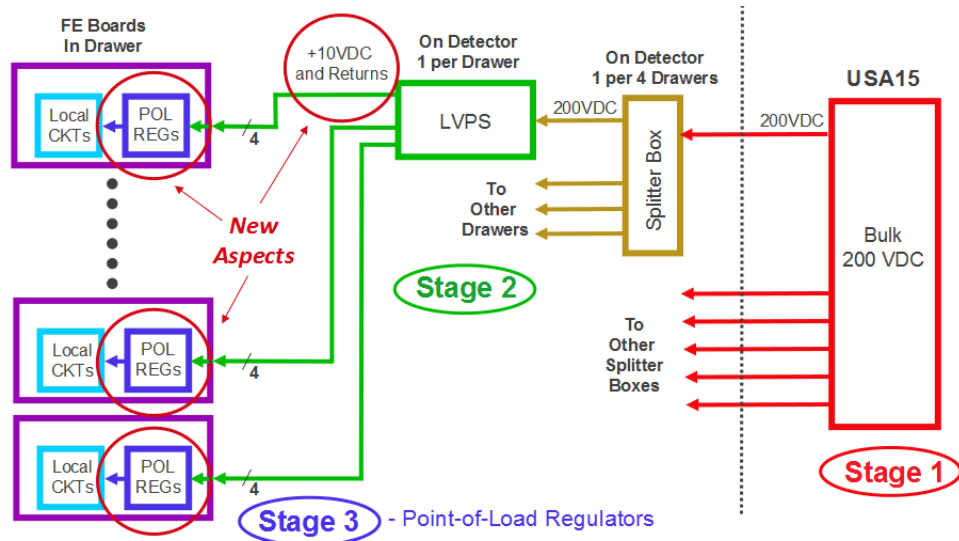 FE Boards
In Drawer
+10VDC
and Returns
On Detector
1 per Drawer
On Detector
1 per 4 Drawers
USA15
Local
CKTs
POL
REGs
4
LVPS
200VDC
200VDC
Splitter Box
To
Other
Drawers
New
Aspects
Bulk
200 VDC
Stage 2
Local
CKTs
POL
REGs
4
To
Other
Splitter
Boxes
Local
CKTs
POL
REGs
4
Stage 1
Stage 3 - Point-of-Load Regulators